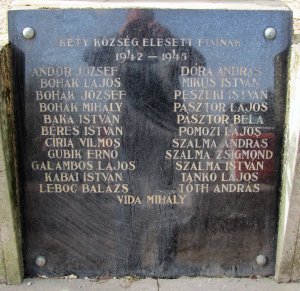 KÉTY KÖZSÉG ELESETT FIAINAK
1942 – 1945
ANDOR JÓZSEF
BOHÁK LAJOS
BOHÁK JÓZSEF
BOHÁK MIHÁLY
BAKA ISTVÁN
BÉRES ISTVÁN
CIRIA VILMOS
GUBIK ERNŐ
GALAMBOS LAJOS
KABAI ISTVÁN
LEBOC BALÁZS
DÓRA ANDRÁS
MIKUS ISTVÁN
PESZEKI ISTVÁN
PÁSZTOR LAJOS
PÁSZTOR BÉLA
POMOZI LAJOS
SZALMA ANDRÁS
SZALMA ZSIGMOND
SZALMA ISTVÁN
TANKÓ LAJOS
TÓTH ANDRÁS
VIDA MIHÁLY